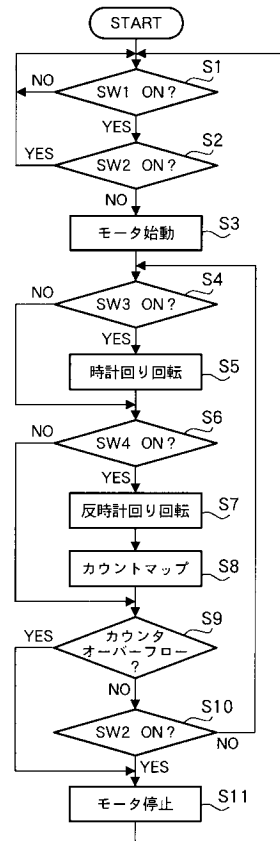 START
S1
NO
SW1 ON?
YES
S2
YES
SW2 ON?
NO
モータ始動
S3
S4
NO
SW3 ON?
YES
時計回り回転
S5
S6
NO
SW4 ON?
YES
反時計回り回転
S7
カウントマップ
S8
S9
YES
カウンタ
オーバーフロー
?
NO
S10
SW2 ON?
NO
YES
モータ停止
S11